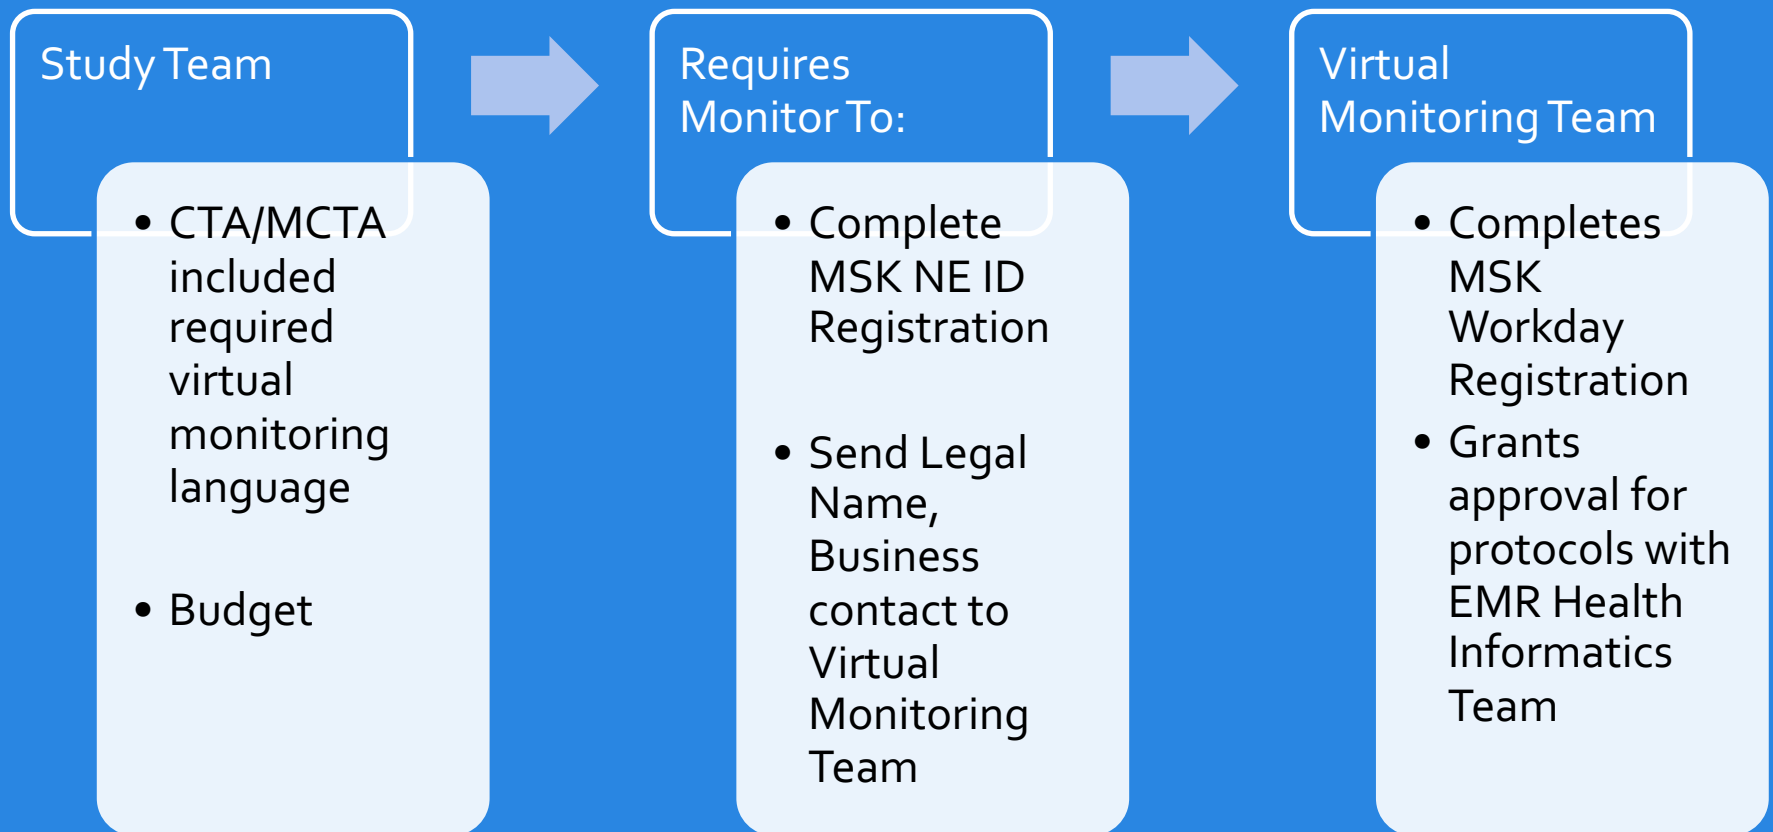 Study Team
• CTA/MCTA
included
required
virtual
monitoring
language
• Budget
Requires
Monitor To:
• Complete
MSK NE ID
Registration
• Send Legal
Name,
Business
contact to
Virtual
Monitoring
Team
Virtual
Monitoring Team
• Completes
MSK
Workday
Registration
• Grants
approval for
protocols with
EMR Health
Informatics
Team